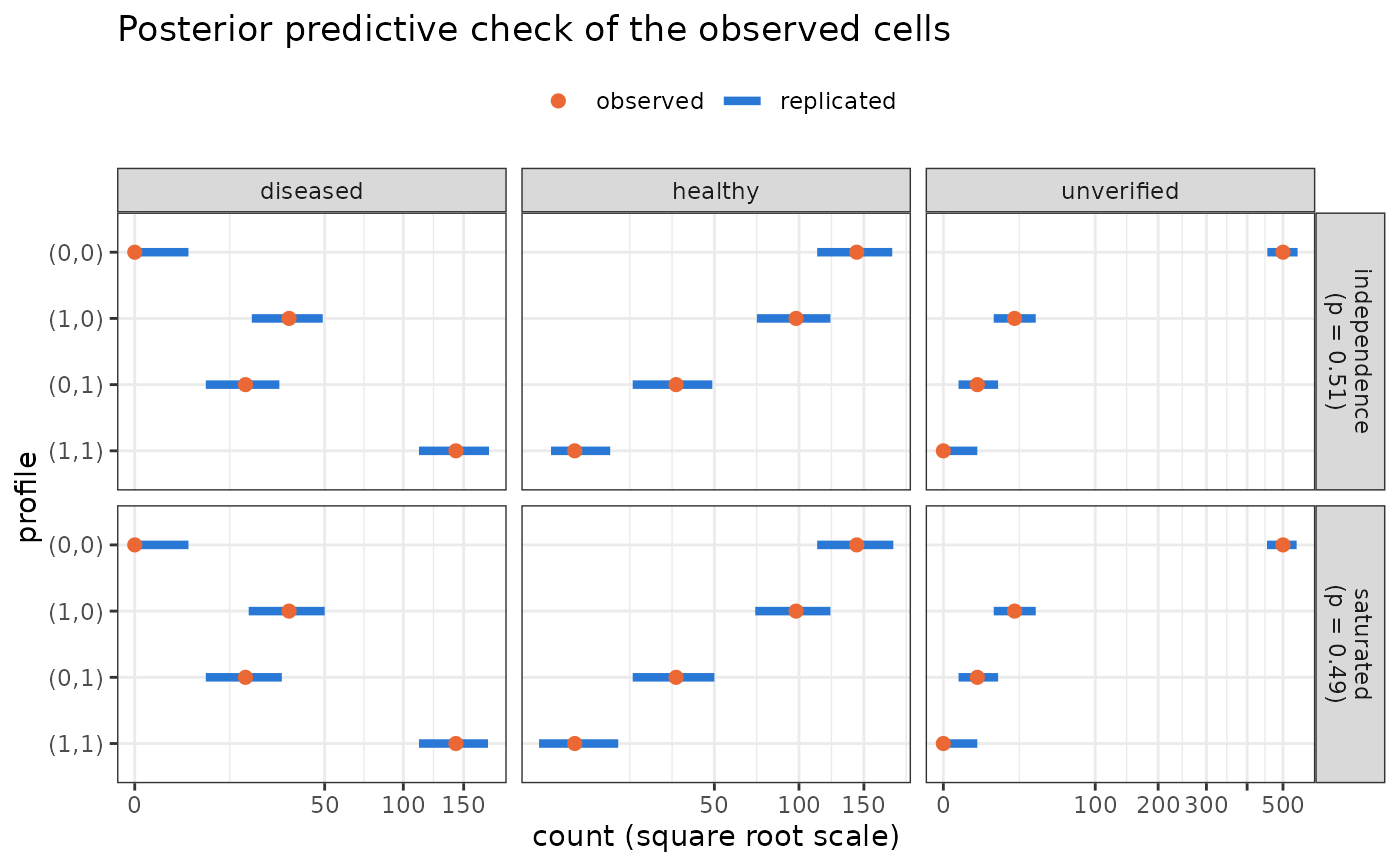 Posterior predictive check of the observed cells
observed replicated
diseased healthy unverified
(0,0)
(1,0)
(0,1)
(1,1)
independence
(p = 0.51)
profile
(0,0)
(1,0)
(0,1)
(1,1)
saturated
(p = 0.49)
0 50 100 150 50 100 150 0 100 200 300 500
count (square root scale)